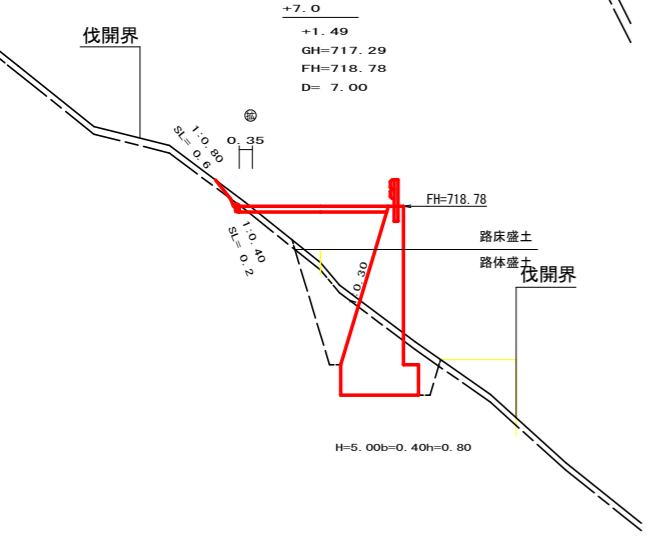 +7.0
+1.49
GH=717.29
FH=718.78
D= 7.00
伐開界
拡
0.35
1:0.80
SL= 0.6
FH=718.78
1:0.40
SL= 0.2
路床盛土
路体盛土
伐開界
0.30
H=5.00b=0.40h=0.80